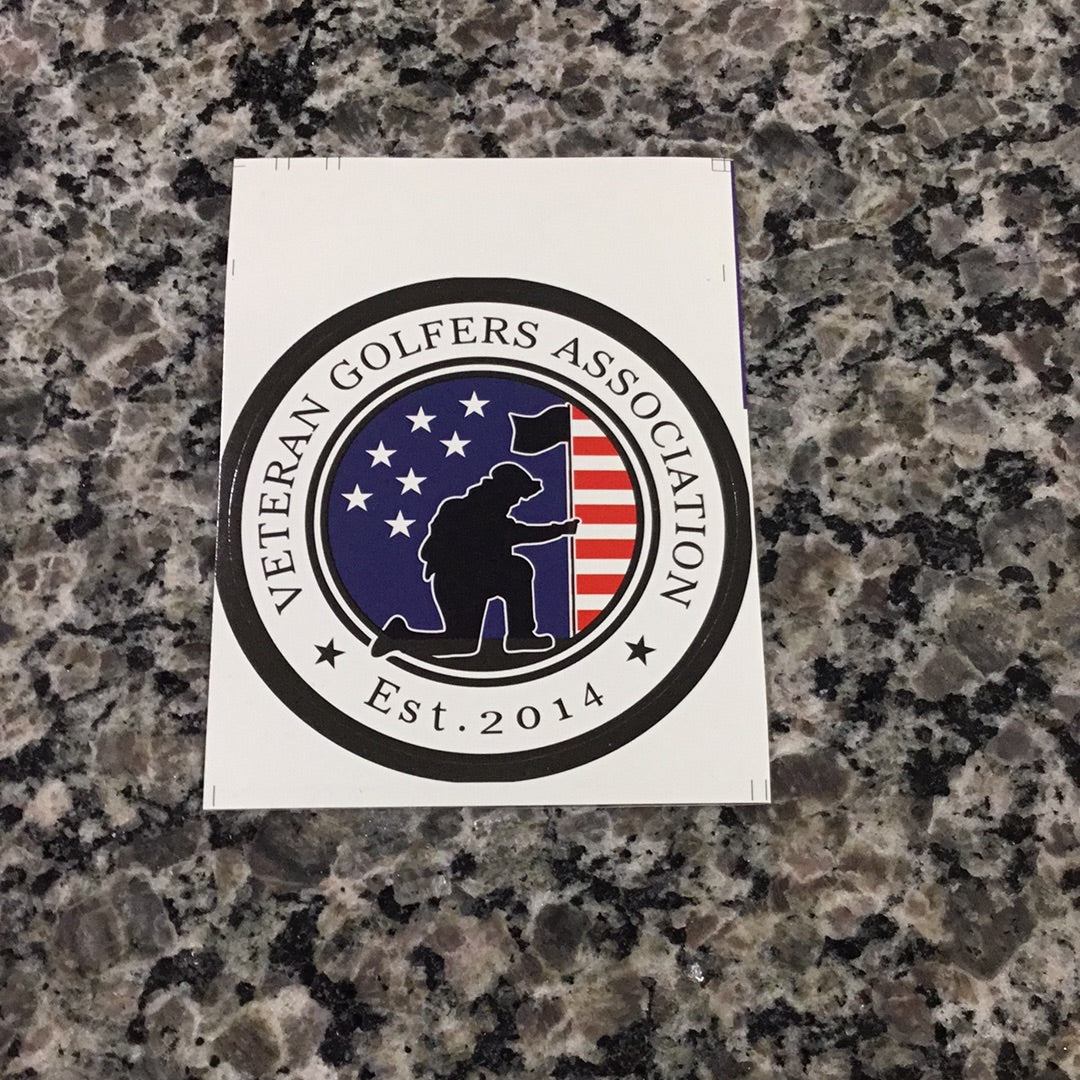 VETERAN GOLFERS ASSOCIATION
Est. 2014